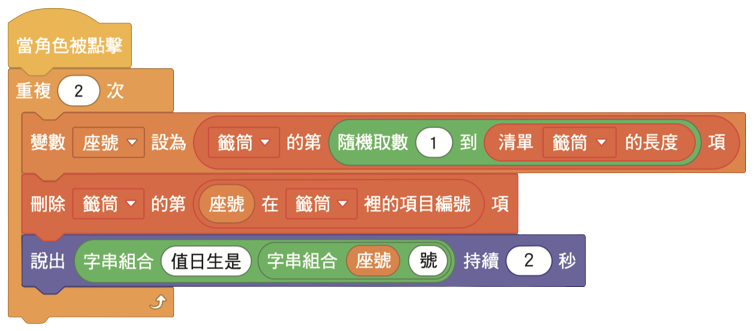 當角色被點擊
重複 2 次
變數 座號 設為 籤筒 的第 隨機取數 1 到 清單 籤筒 的長度 項
刪除 籤筒 的第 座號 在 籤筒 裡的項目編號 項
說出 字串組合 值日生是 字串組合 座號 號 持續 2 秒